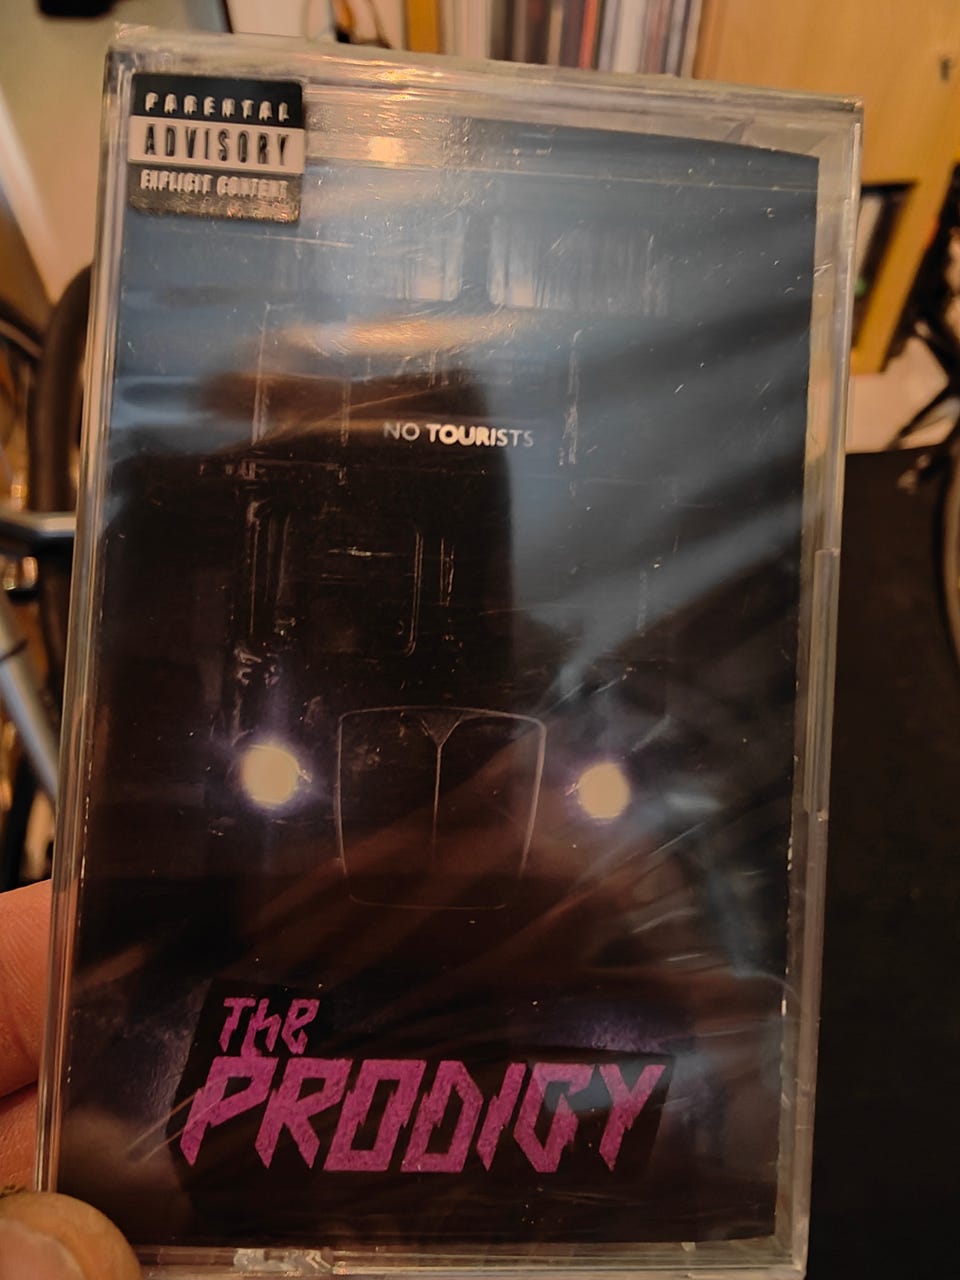 PARENTAL
ADVISORY
EXPLICIT CONTENT
NO TOURISTS
The
PRODIGY